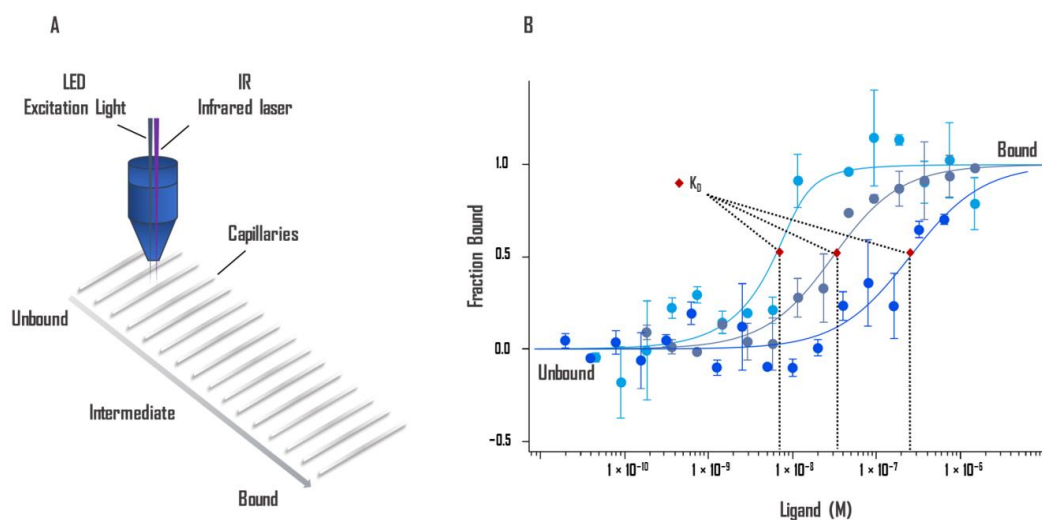 A
LED
Excitation Light
IR
Infrared laser
Capillaries
Unbound
Intermediate
Bound
B
Fraction Bound
1.0
0.5
0.0
−0.5
K_D
Bound
Unbound
1 × 10⁻¹⁰
1 × 10⁻⁹
1 × 10⁻⁸
1 × 10⁻⁷
1 × 10⁻⁶
Ligand (M)